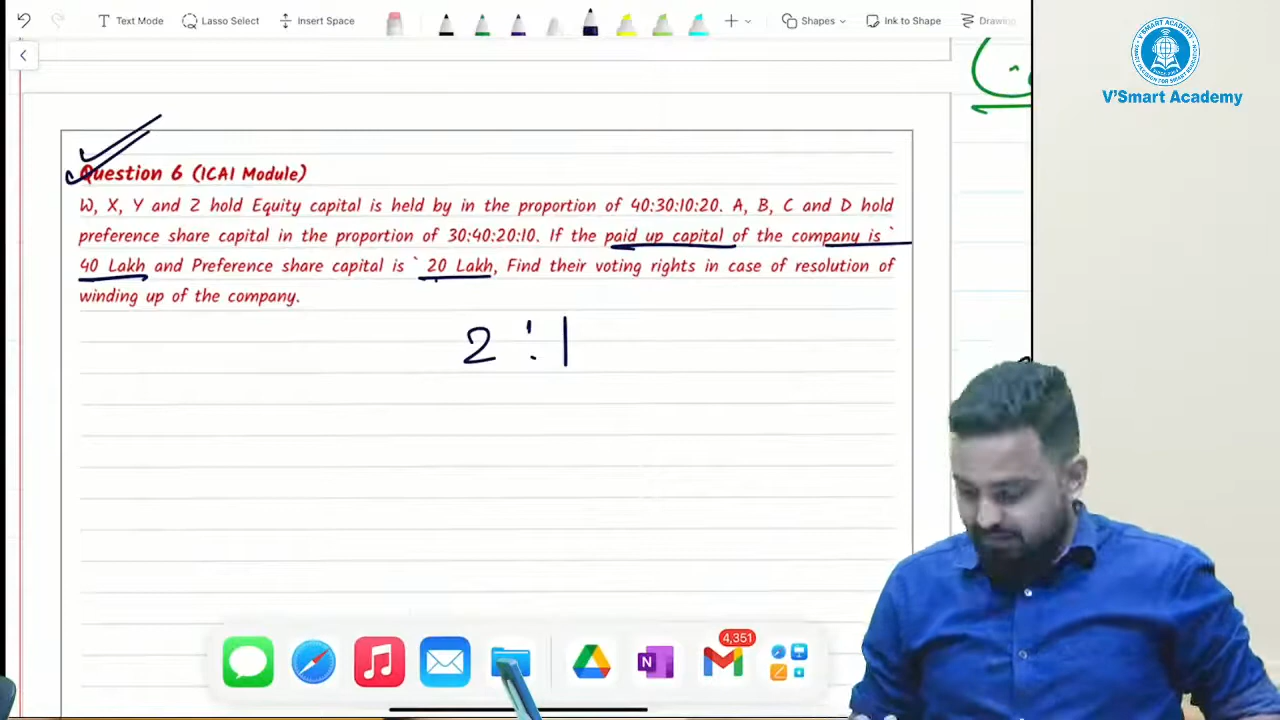 Text Mode
Lasso Select
Insert Space
Shapes
Ink to Shape
Drawing
V'Smart Academy
Question 6 (ICAI Module)
W, X, Y and Z hold Equity capital is held by in the proportion of 40:30:10:20. A, B, C and D hold
preference share capital in the proportion of 30:40:20:10. If the paid up capital of the company is `
40 Lakh and Preference share capital is ` 20 Lakh, Find their voting rights in case of resolution of
winding up of the company.
2 : 1
4,351